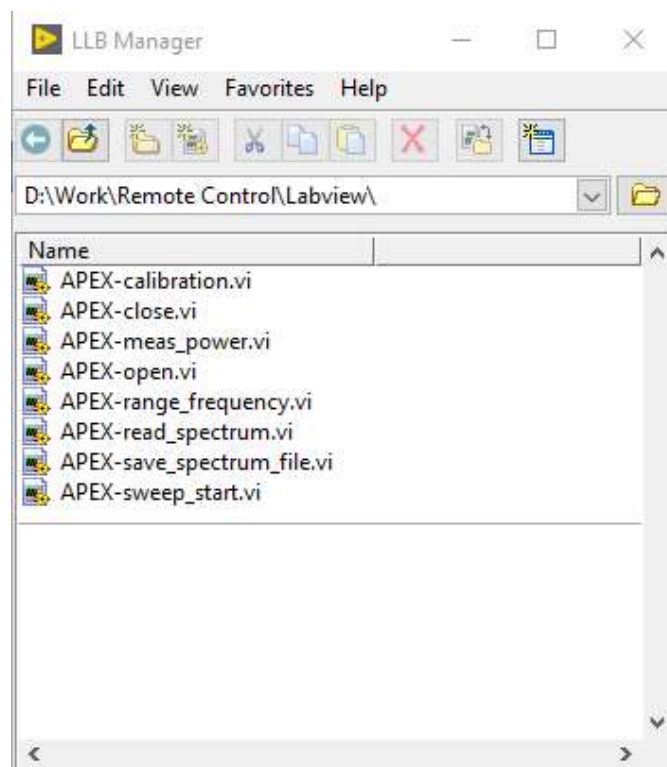 LLB Manager
File Edit View Favorites Help
D:\Work\Remote Control\Labview\
Name
APEX-calibration.vi
APEX-close.vi
APEX-meas_power.vi
APEX-open.vi
APEX-range_frequency.vi
APEX-read_spectrum.vi
APEX-save_spectrum_file.vi
APEX-sweep_start.vi